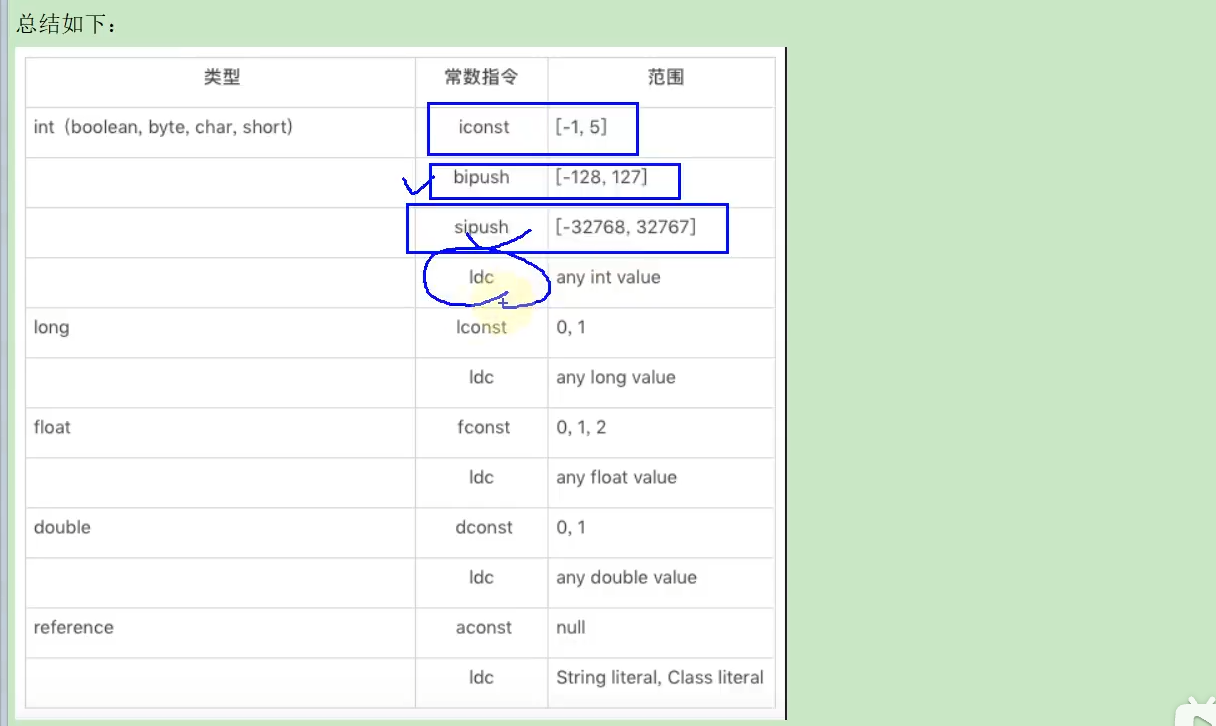 总结如下：
类型 常数指令 范围
int（boolean, byte, char, short) iconst [-1, 5]
bipush [-128, 127]
sipush [-32768, 32767]
ldc any int value
long lconst 0, 1
ldc any long value
float fconst 0, 1, 2
ldc any float value
double dconst 0, 1
ldc any double value
reference aconst null
ldc String literal, Class literal